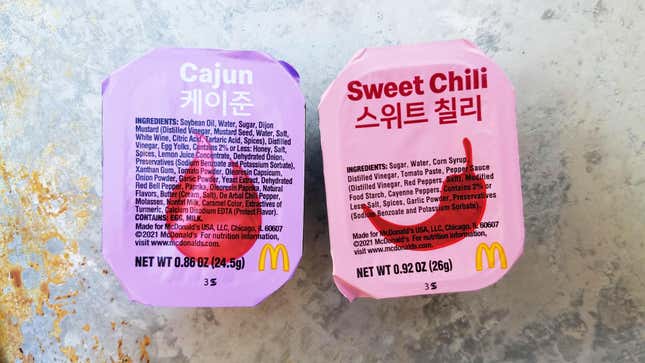 Cajun
케이준
INGREDIENTS: Soybean Oil, Water, Sugar, Dijon
Mustard (Distilled Vinegar, Mustard Seed, Water, Salt,
White Wine, Citric Acid, Tartaric Acid, Spices), Distilled
Vinegar, Egg Yolks, Contains 2% or Less: Honey, Salt,
Spices, Lemon Juice Concentrate, Dehydrated Onion,
Preservatives (Sodium Benzoate and Potassium Sorbate),
Xanthan Gum, Tomato Powder, Oleoresin Capsicum,
Onion Powder, Garlic Powder, Yeast Extract, Dehydrated
Red Bell Pepper, Paprika, Oleoresin Paprika, Natural
Flavors, Butter (Cream, Salt), De Arbal Chili Pepper,
Molasses, Nonfat Milk, Caramel Color, Extractives of
Turmeric, Calcium Disodium EDTA (Protect Flavor).
CONTAINS: EGG, MILK.
Made for McDonald's USA, LLC, Chicago, IL 60607
©2021 McDonald's For nutrition information,
visit www.mcdonalds.com.
NET WT 0.86 OZ (24.5g)
3
Sweet Chili
스위트 칠리
INGREDIENTS: Sugar, Water, Corn Syrup,
Distilled Vinegar, Tomato Paste, Pepper Sauce
(Distilled Vinegar, Red Peppers, Salt), Modified
Food Starch, Cayenne Peppers, Contains 2% or
Less: Salt, Spices, Garlic Powder, Preservatives
(Sodium Benzoate and Potassium Sorbate).
Made for McDonald's USA, LLC, Chicago, IL 60607
©2021 McDonald's For nutrition information,
visit www.mcdonalds.com.
NET WT 0.92 OZ (26g)
3